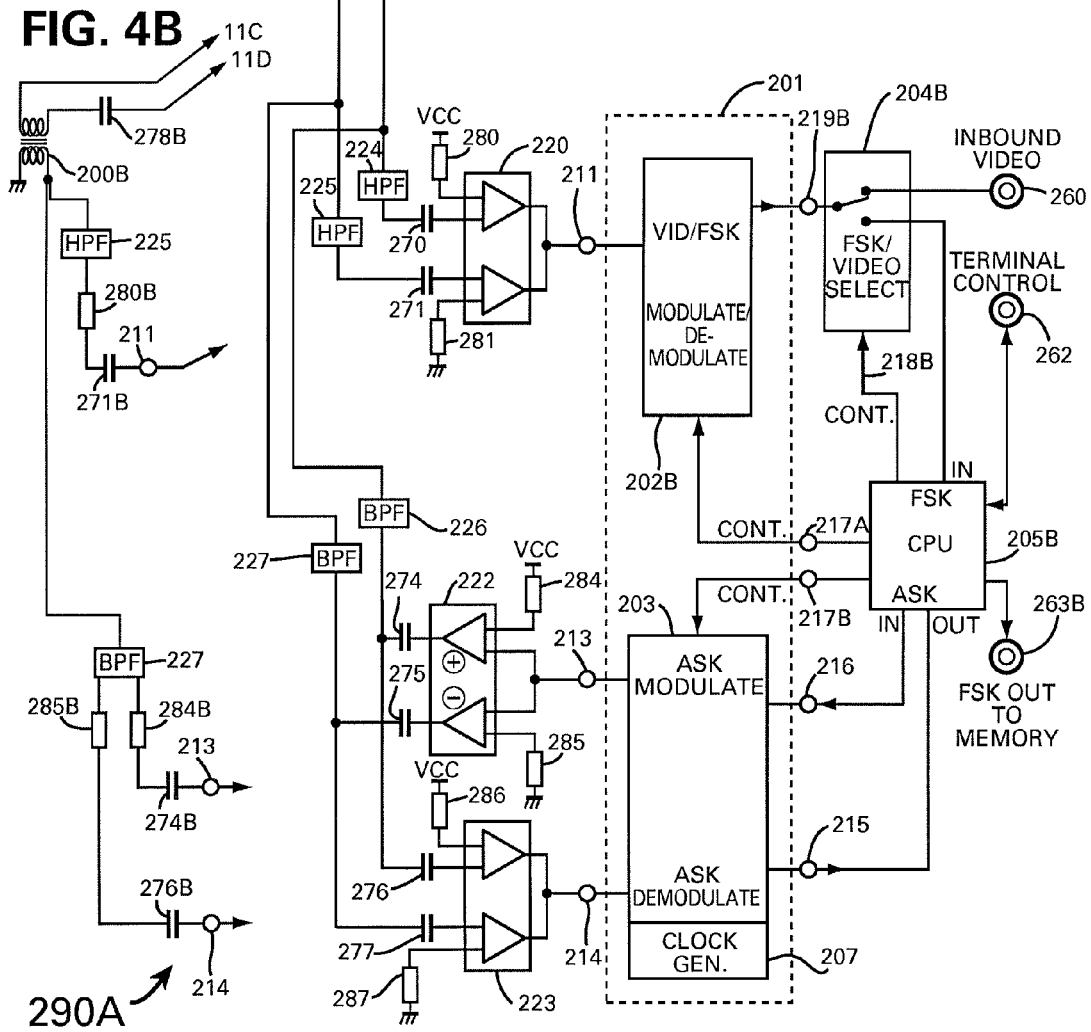 FIG. 4B
11C
11D
278B
200B
HPF
225
280B
211
271B
BPF
227
285B
284B
213
274B
276B
214
290A
VCC
280
224
HPF
225
HPF
270
271
281
220
211
201
VID/FSK
MODULATE/
DE-
MODULATE
202B
219B
204B
FSK/
VIDEO
SELECT
218B
CONT.
INBOUND
VIDEO
260
TERMINAL
CONTROL
262
IN
FSK
CPU
ASK
205B
IN
OUT
263B
FSK OUT
TO
MEMORY
CONT.
217A
CONT.
217B
BPF
226
227
BPF
274
222
VCC
284
+
−
275
285
213
203
ASK
MODULATE
216
VCC
286
276
277
287
223
214
ASK
DEMODULATE
215
CLOCK
GEN.
207